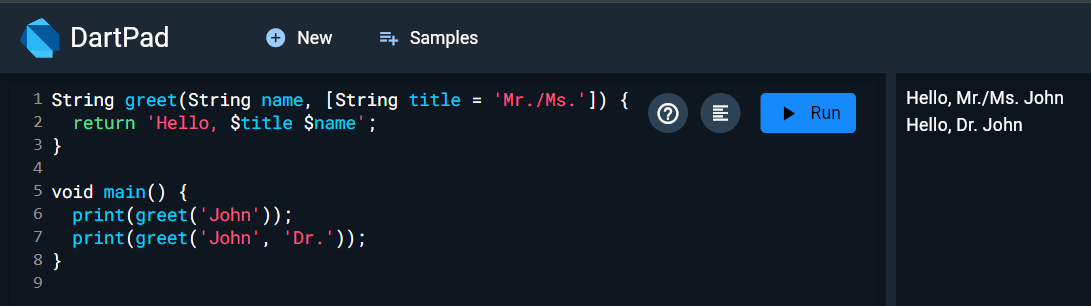 DartPad New Samples
1 String greet(String name, [String title = 'Mr./Ms.']) {
2   return 'Hello, $title $name';
3 }
4
5 void main() {
6   print(greet('John'));
7   print(greet('John', 'Dr.'));
8 }
9
Run
Hello, Mr./Ms. John
Hello, Dr. John